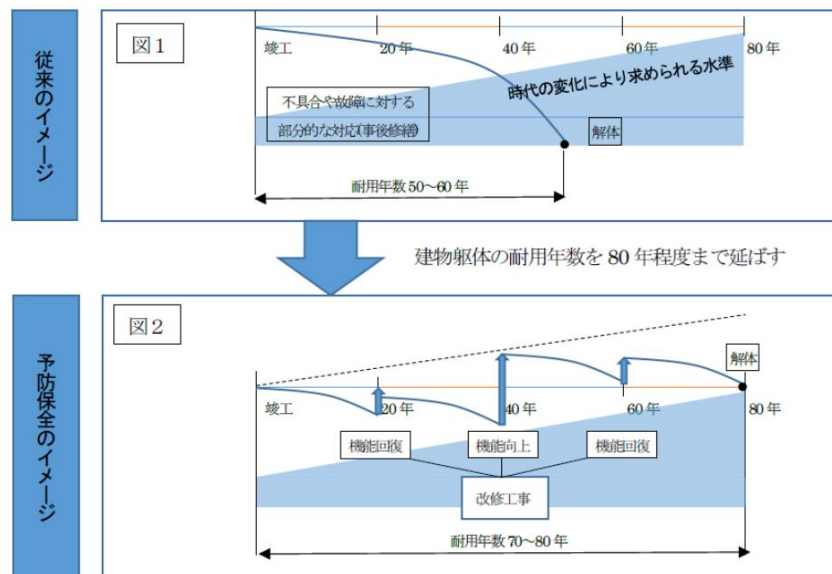 従来のイメージ
図1
竣工
20年
40年
60年
80年
時代の変化により求められる水準
不具合や故障に対する
部分的な対応(事後修繕)
解体
耐用年数50～60年
建物躯体の耐用年数を80年程度まで延ばす
予防保全のイメージ
図2
解体
竣工
20年
40年
60年
80年
機能回復
機能向上
機能回復
改修工事
耐用年数70～80年